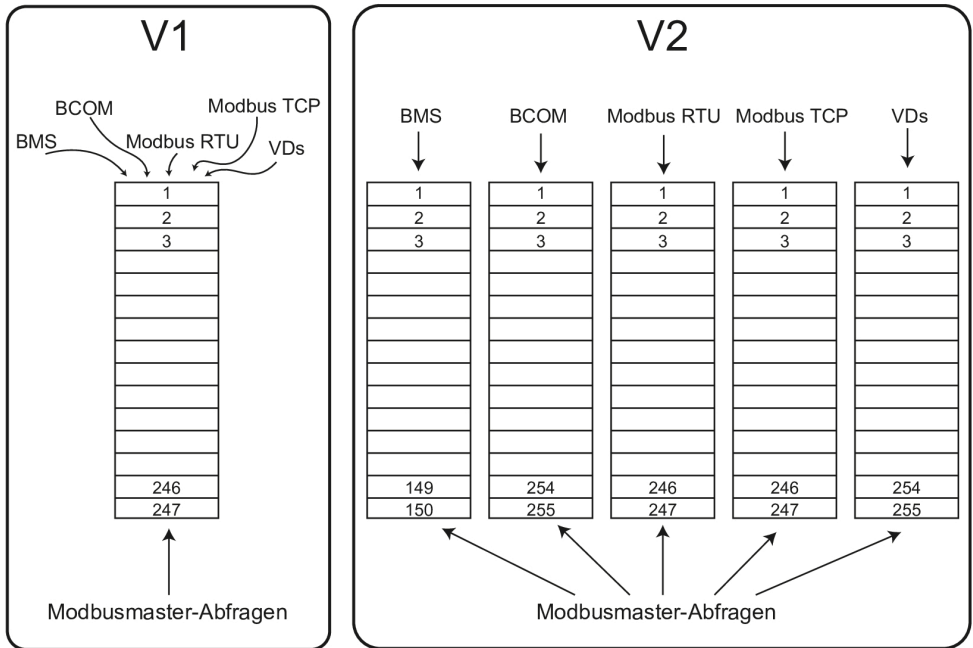 V1
BCOM
Modbus TCP
BMS
Modbus RTU
VDs
1
2
3
246
247
Modbusmaster-Abfragen
V2
BMS BCOM Modbus RTU Modbus TCP VDs
1 1 1 1 1
2 2 2 2 2
3 3 3 3 3
149 254 246 246 254
150 255 247 247 255
Modbusmaster-Abfragen